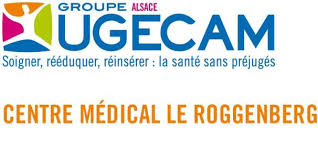 GROUPE ALSACE
UGECAM
Soigner, rééduquer, réinsérer : la santé sans préjugés
CENTRE MÉDICAL LE ROGGENBERG